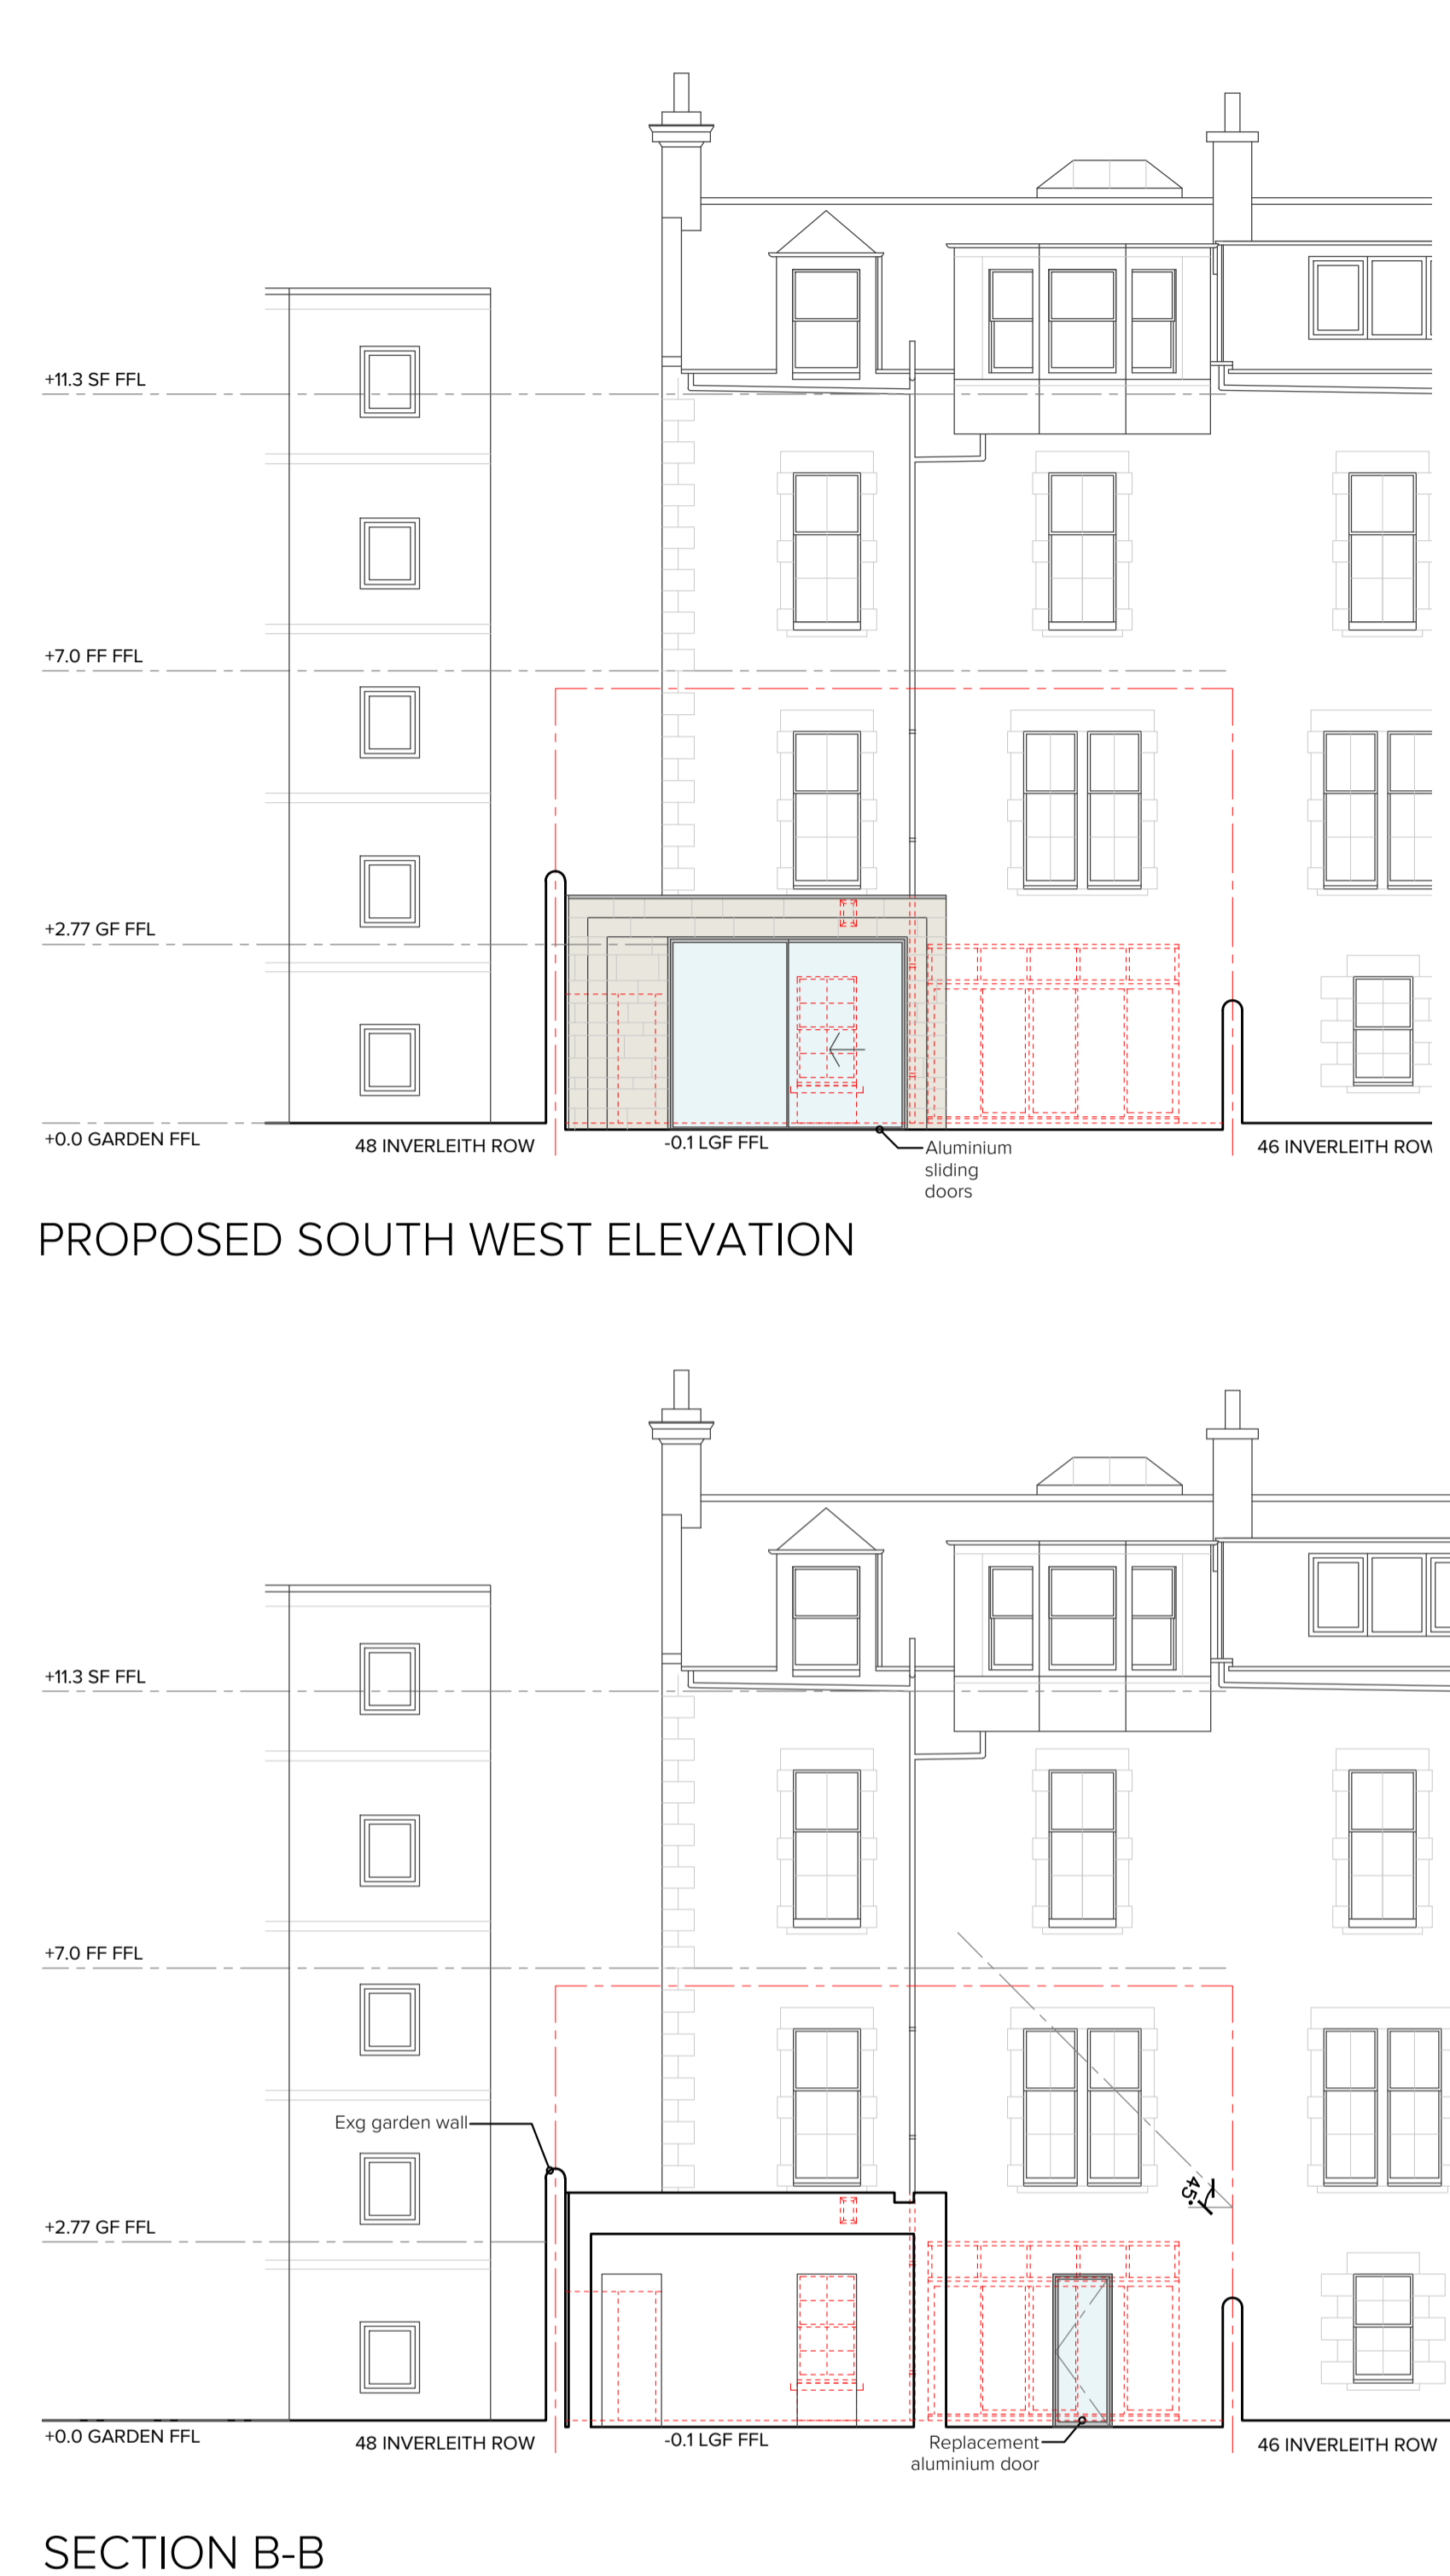 +11.3 SF FFL
+7.0 FF FFL
+2.77 GF FFL
+0.0 GARDEN FFL
48 INVERLEITH ROW
-0.1 LGF FFL
Aluminium
sliding
doors
46 INVERLEITH ROW
PROPOSED SOUTH WEST ELEVATION
+11.3 SF FFL
+7.0 FF FFL
Exg garden wall
45°
+2.77 GF FFL
+0.0 GARDEN FFL
48 INVERLEITH ROW
-0.1 LGF FFL
Replacement
aluminium door
46 INVERLEITH ROW
SECTION B-B